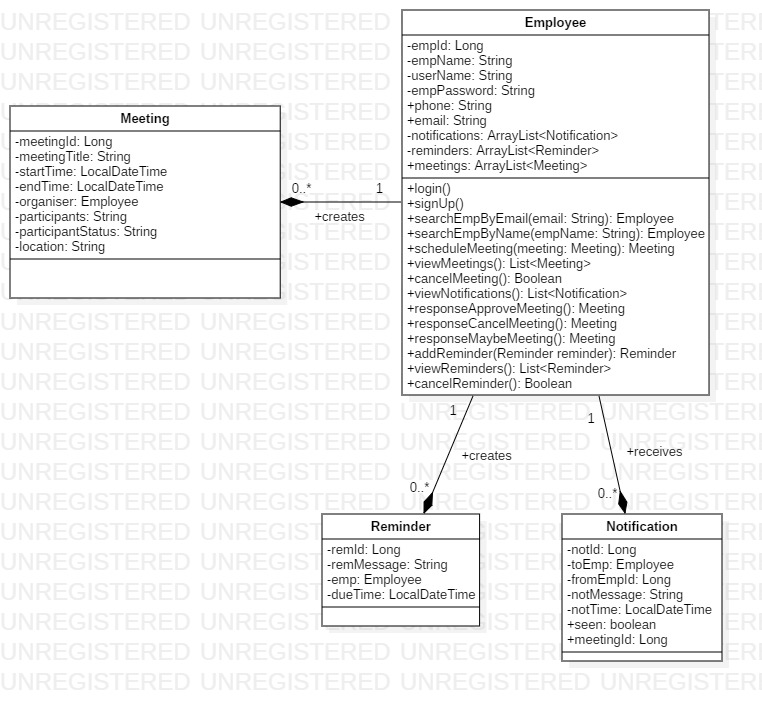 Employee
-empId: Long
-empName: String
-userName: String
-empPassword: String
+phone: String
+email: String
-notifications: ArrayList<Notification>
-reminders: ArrayList<Reminder>
+meetings: ArrayList<Meeting>
+login()
+signUp()
+searchEmpByEmail(email: String): Employee
+searchEmpByName(empName: String): Employee
+scheduleMeeting(meeting: Meeting): Meeting
+viewMeetings(): List<Meeting>
+cancelMeeting(): Boolean
+viewNotifications(): List<Notification>
+responseApproveMeeting(): Meeting
+responseCancelMeeting(): Meeting
+responseMaybeMeeting(): Meeting
+addReminder(Reminder reminder): Reminder
+viewReminders(): List<Reminder>
+cancelReminder(): Boolean
Meeting
-meetingId: Long
-meetingTitle: String
-startTime: LocalDateTime
-endTime: LocalDateTime
-organiser: Employee
-participants: String
-participantStatus: String
-location: String
0..* 1
+creates
1
+creates
0..*
1
+receives
0..*
Reminder
-remId: Long
-remMessage: String
-emp: Employee
-dueTime: LocalDateTime
Notification
-notId: Long
-toEmp: Employee
-fromEmpId: Long
-notMessage: String
-notTime: LocalDateTime
+seen: boolean
+meetingId: Long
UNREGISTERED UNREGISTERED UNREGISTERED UNREGISTERED